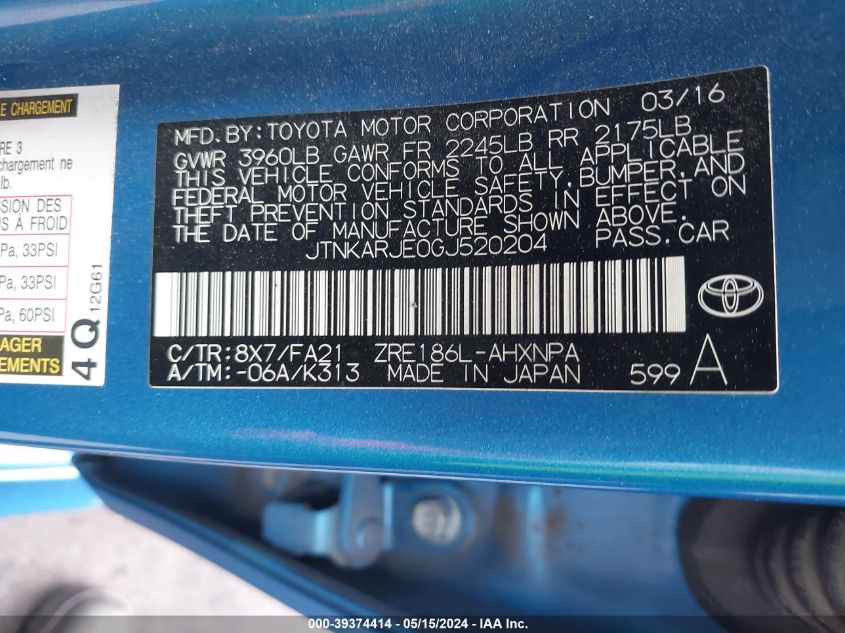 LE CHARGEMENT
RE 3
chargement ne
lb.
SSION DES
US À FROID
Pa, 33PSI
Pa, 33PSI
Pa, 60PSI
AGER
EMENTS
4Q 12G61
MFD. BY: TOYOTA MOTOR CORPORATION 03/16
GVWR 3960LB GAWR FR 2245LB RR 2175LB
THIS VEHICLE CONFORMS TO ALL APPLICABLE
FEDERAL MOTOR VEHICLE SAFETY, BUMPER, AND
THEFT PREVENTION STANDARDS IN EFFECT ON
THE DATE OF MANUFACTURE SHOWN ABOVE.
JTNKARJE0GJ520204 PASS. CAR
C/TR: 8X7/FA21 ZRE186L-AHXNPA
A/TM: -06A/K313 MADE IN JAPAN 599 A
000-39374414 - 05/15/2024 - IAA Inc.